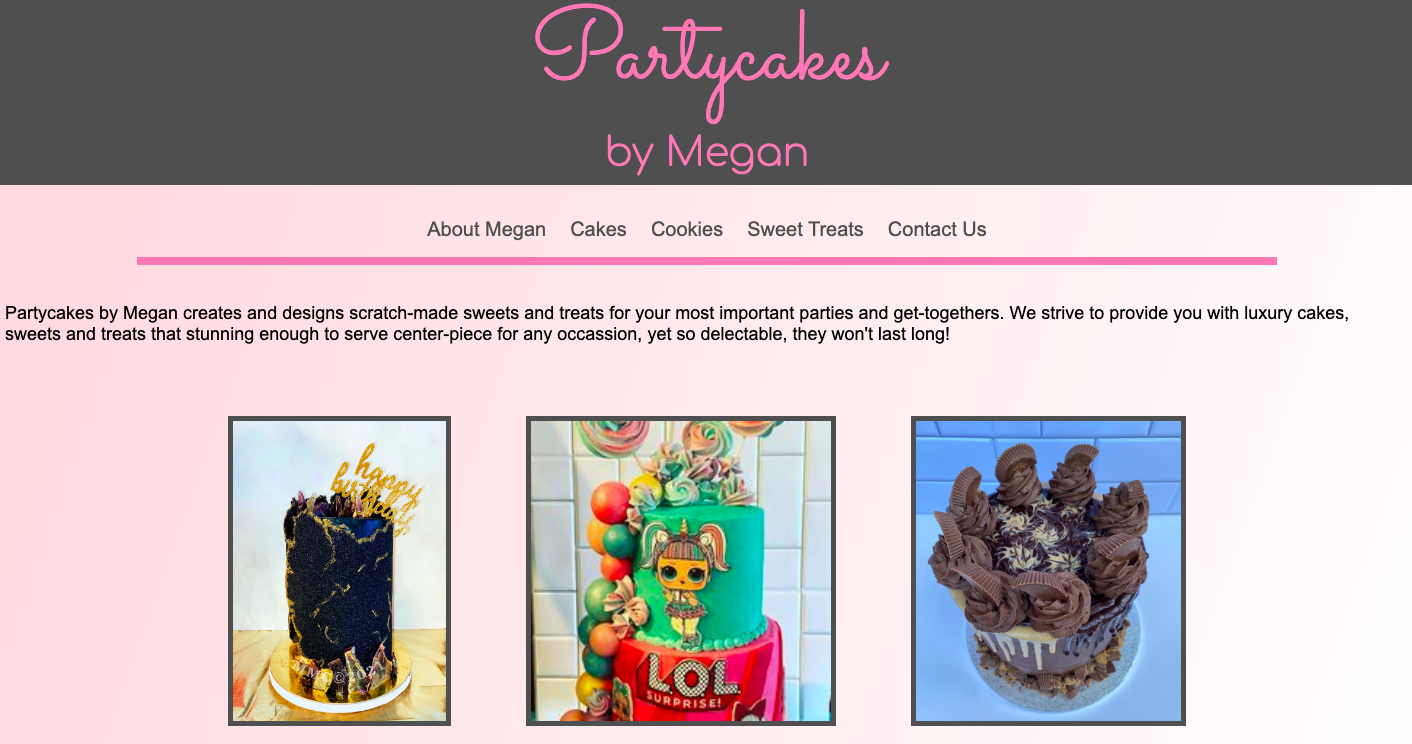 Partycakes
by Megan
About Megan Cakes Cookies Sweet Treats Contact Us
Partycakes by Megan creates and designs scratch-made sweets and treats for your most important parties and get-togethers. We strive to provide you with luxury cakes,
sweets and treats that stunning enough to serve center-piece for any occassion, yet so delectable, they won't last long!
happy
birthday
L.O.L
SURPRISE!